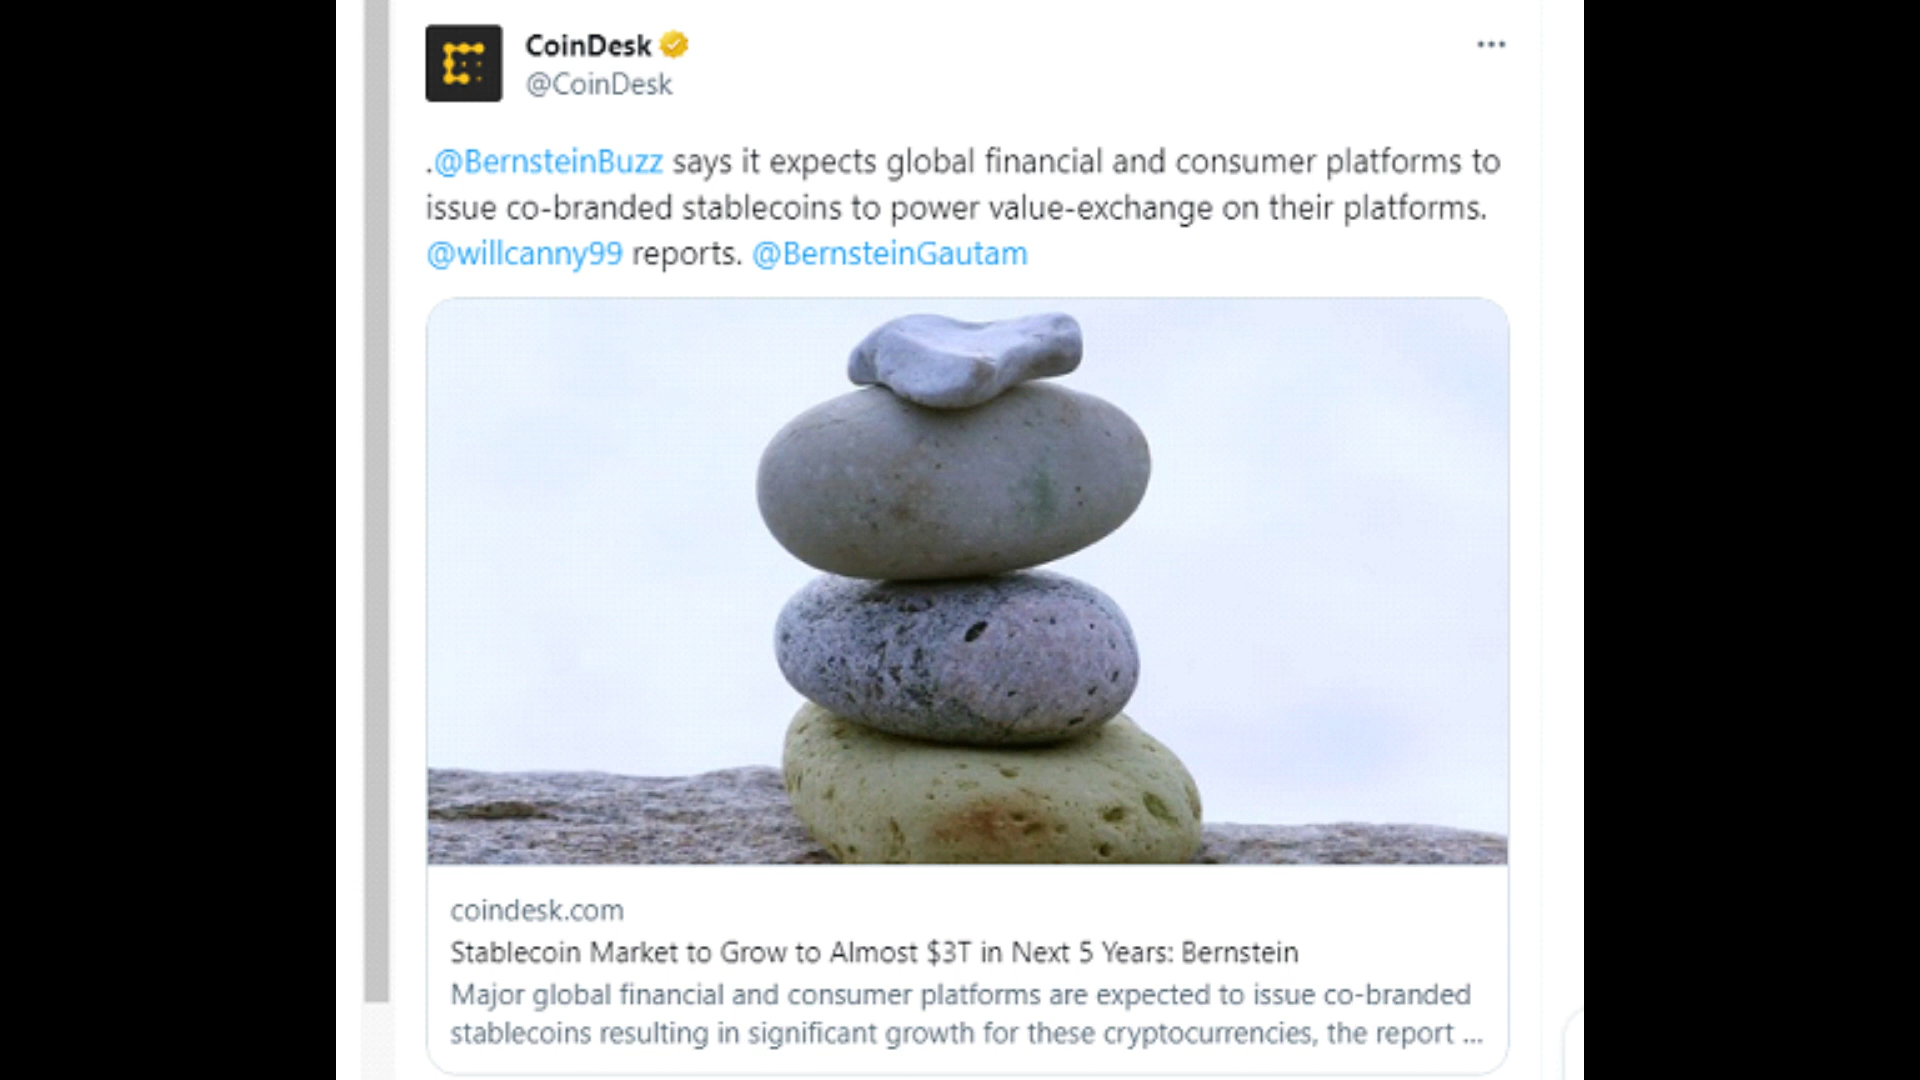 CoinDesk
@CoinDesk
.@BernsteinBuzz says it expects global financial and consumer platforms to
issue co-branded stablecoins to power value-exchange on their platforms.
@willcanny99 reports. @BernsteinGautam
coindesk.com
Stablecoin Market to Grow to Almost $3T in Next 5 Years: Bernstein
Major global financial and consumer platforms are expected to issue co-branded
stablecoins resulting in significant growth for these cryptocurrencies, the report ...